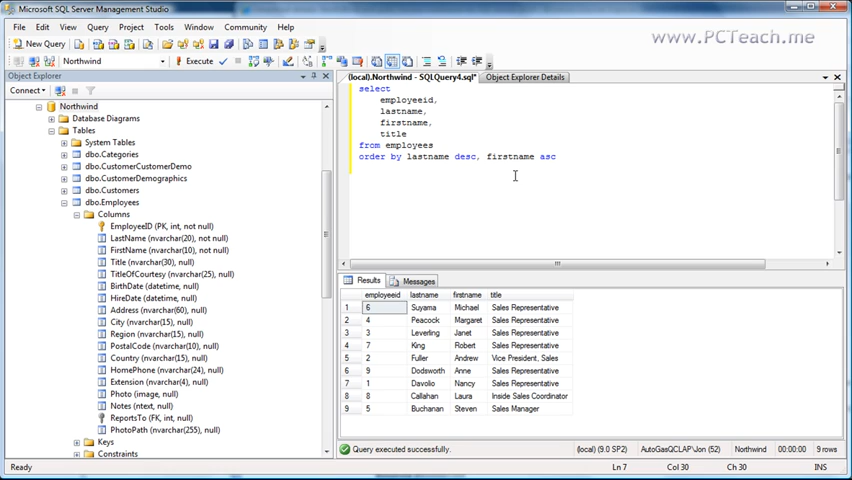 Microsoft SQL Server Management Studio
File Edit View Query Project Tools Window Community Help
www.PCTeach.me
New Query
Northwind Execute
Object Explorer
(local).Northwind - SQLQuery4.sql* Object Explorer Details
Connect
Northwind
Database Diagrams
Tables
System Tables
dbo.Categories
dbo.CustomerCustomerDemo
dbo.CustomerDemographics
dbo.Customers
dbo.Employees
Columns
EmployeeID (PK, int, not null)
LastName (nvarchar(20), not null)
FirstName (nvarchar(10), not null)
Title (nvarchar(30), null)
TitleOfCourtesy (nvarchar(25), null)
BirthDate (datetime, null)
HireDate (datetime, null)
Address (nvarchar(60), null)
City (nvarchar(15), null)
Region (nvarchar(15), null)
PostalCode (nvarchar(10), null)
Country (nvarchar(15), null)
HomePhone (nvarchar(24), null)
Extension (nvarchar(4), null)
Photo (image, null)
Notes (ntext, null)
ReportsTo (FK, int, null)
PhotoPath (nvarchar(255), null)
Keys
Constraints
select
employeeid,
lastname,
firstname,
title
from employees
order by lastname desc, firstname asc
Results Messages
employeeid lastname firstname title
1 6 Suyama Michael Sales Representative
2 4 Peacock Margaret Sales Representative
3 3 Leverling Janet Sales Representative
4 7 King Robert Sales Representative
5 2 Fuller Andrew Vice President, Sales
6 9 Dodsworth Anne Sales Representative
7 1 Davolio Nancy Sales Representative
8 8 Callahan Laura Inside Sales Coordinator
9 5 Buchanan Steven Sales Manager
Query executed successfully. (local) (9.0 SP2) AutoGasQCLAP\Jon (52) Northwind 00:00:00 9 rows
Ready Ln 7 Col 30 Ch 30 INS